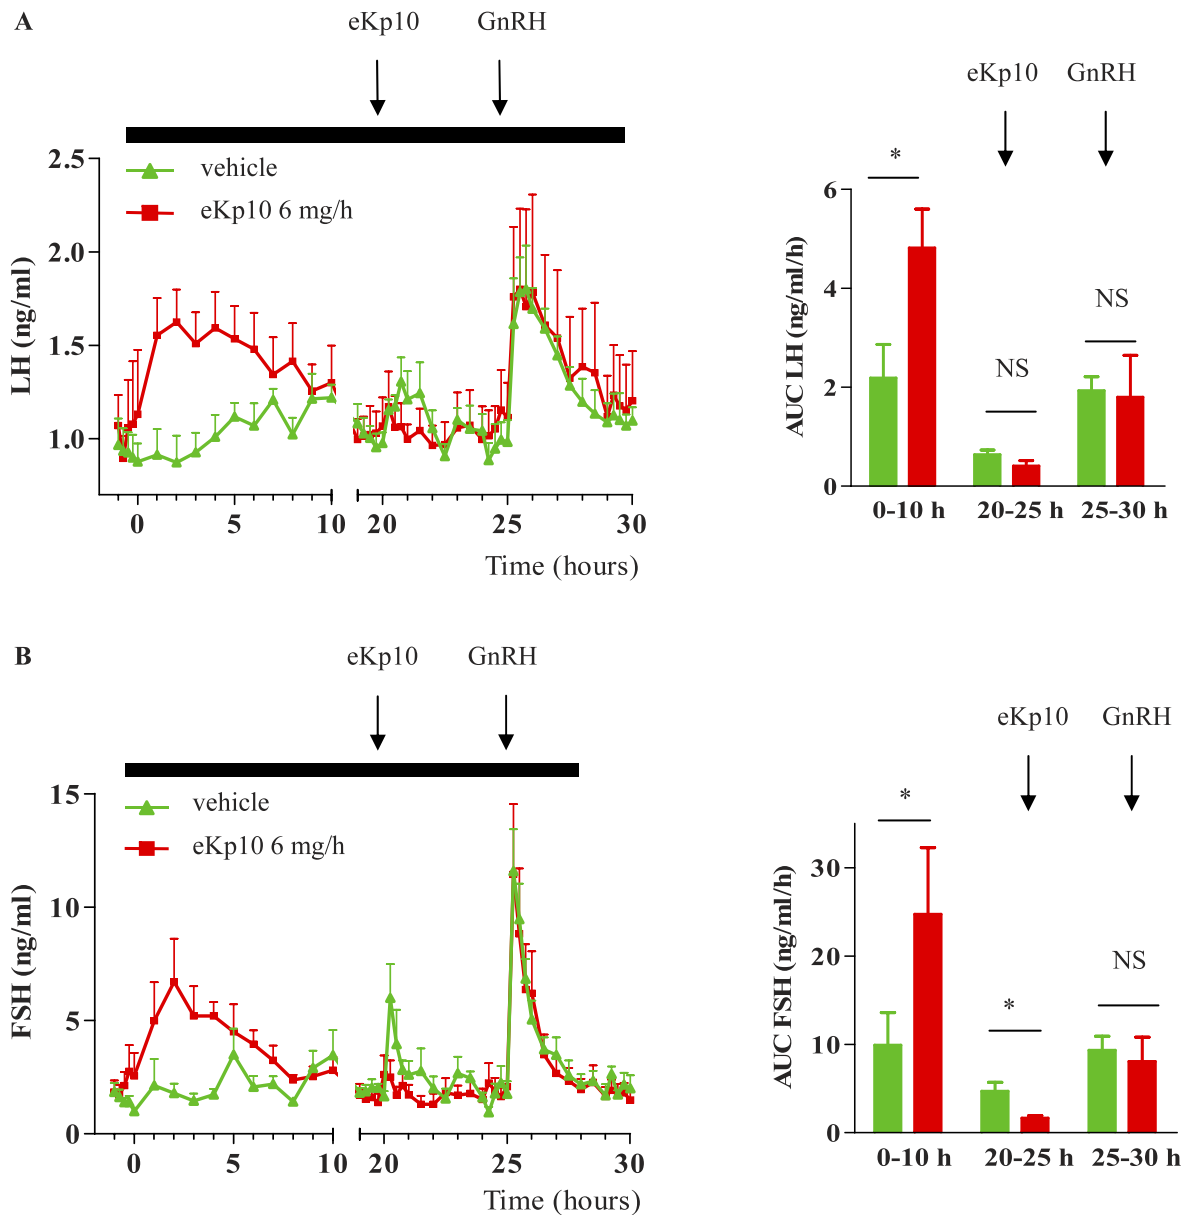 A
eKp10 GnRH
eKp10 GnRH
vehicle
eKp10 6 mg/h
2.5
2.0
1.5
1.0
LH (ng/ml)
0 5 10 20 25 30
Time (hours)
*
NS
NS
6
4
2
0
AUC LH (ng/ml/h)
0-10 h 20-25 h 25-30 h
B
eKp10 GnRH
eKp10 GnRH
vehicle
eKp10 6 mg/h
15
10
5
0
FSH (ng/ml)
0 5 10 20 25 30
Time (hours)
*
*
NS
30
20
10
0
AUC FSH (ng/ml/h)
0-10 h 20-25 h 25-30 h